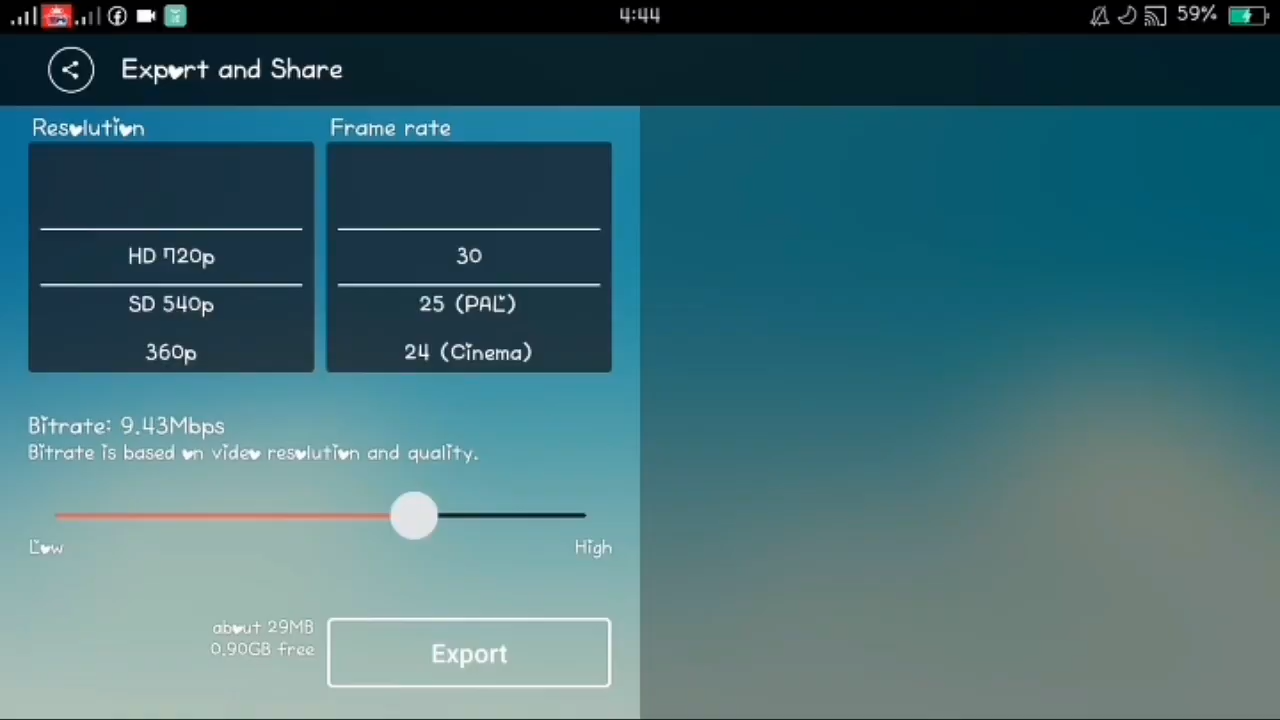 4:44
59%
Export and Share
Resolution
Frame rate
HD 720p
30
SD 540p
25 (PAL)
360p
24 (Cinema)
Bitrate: 9.43Mbps
Bitrate is based on video resolution and quality.
Low
High
about 29MB
0.90GB free
Export